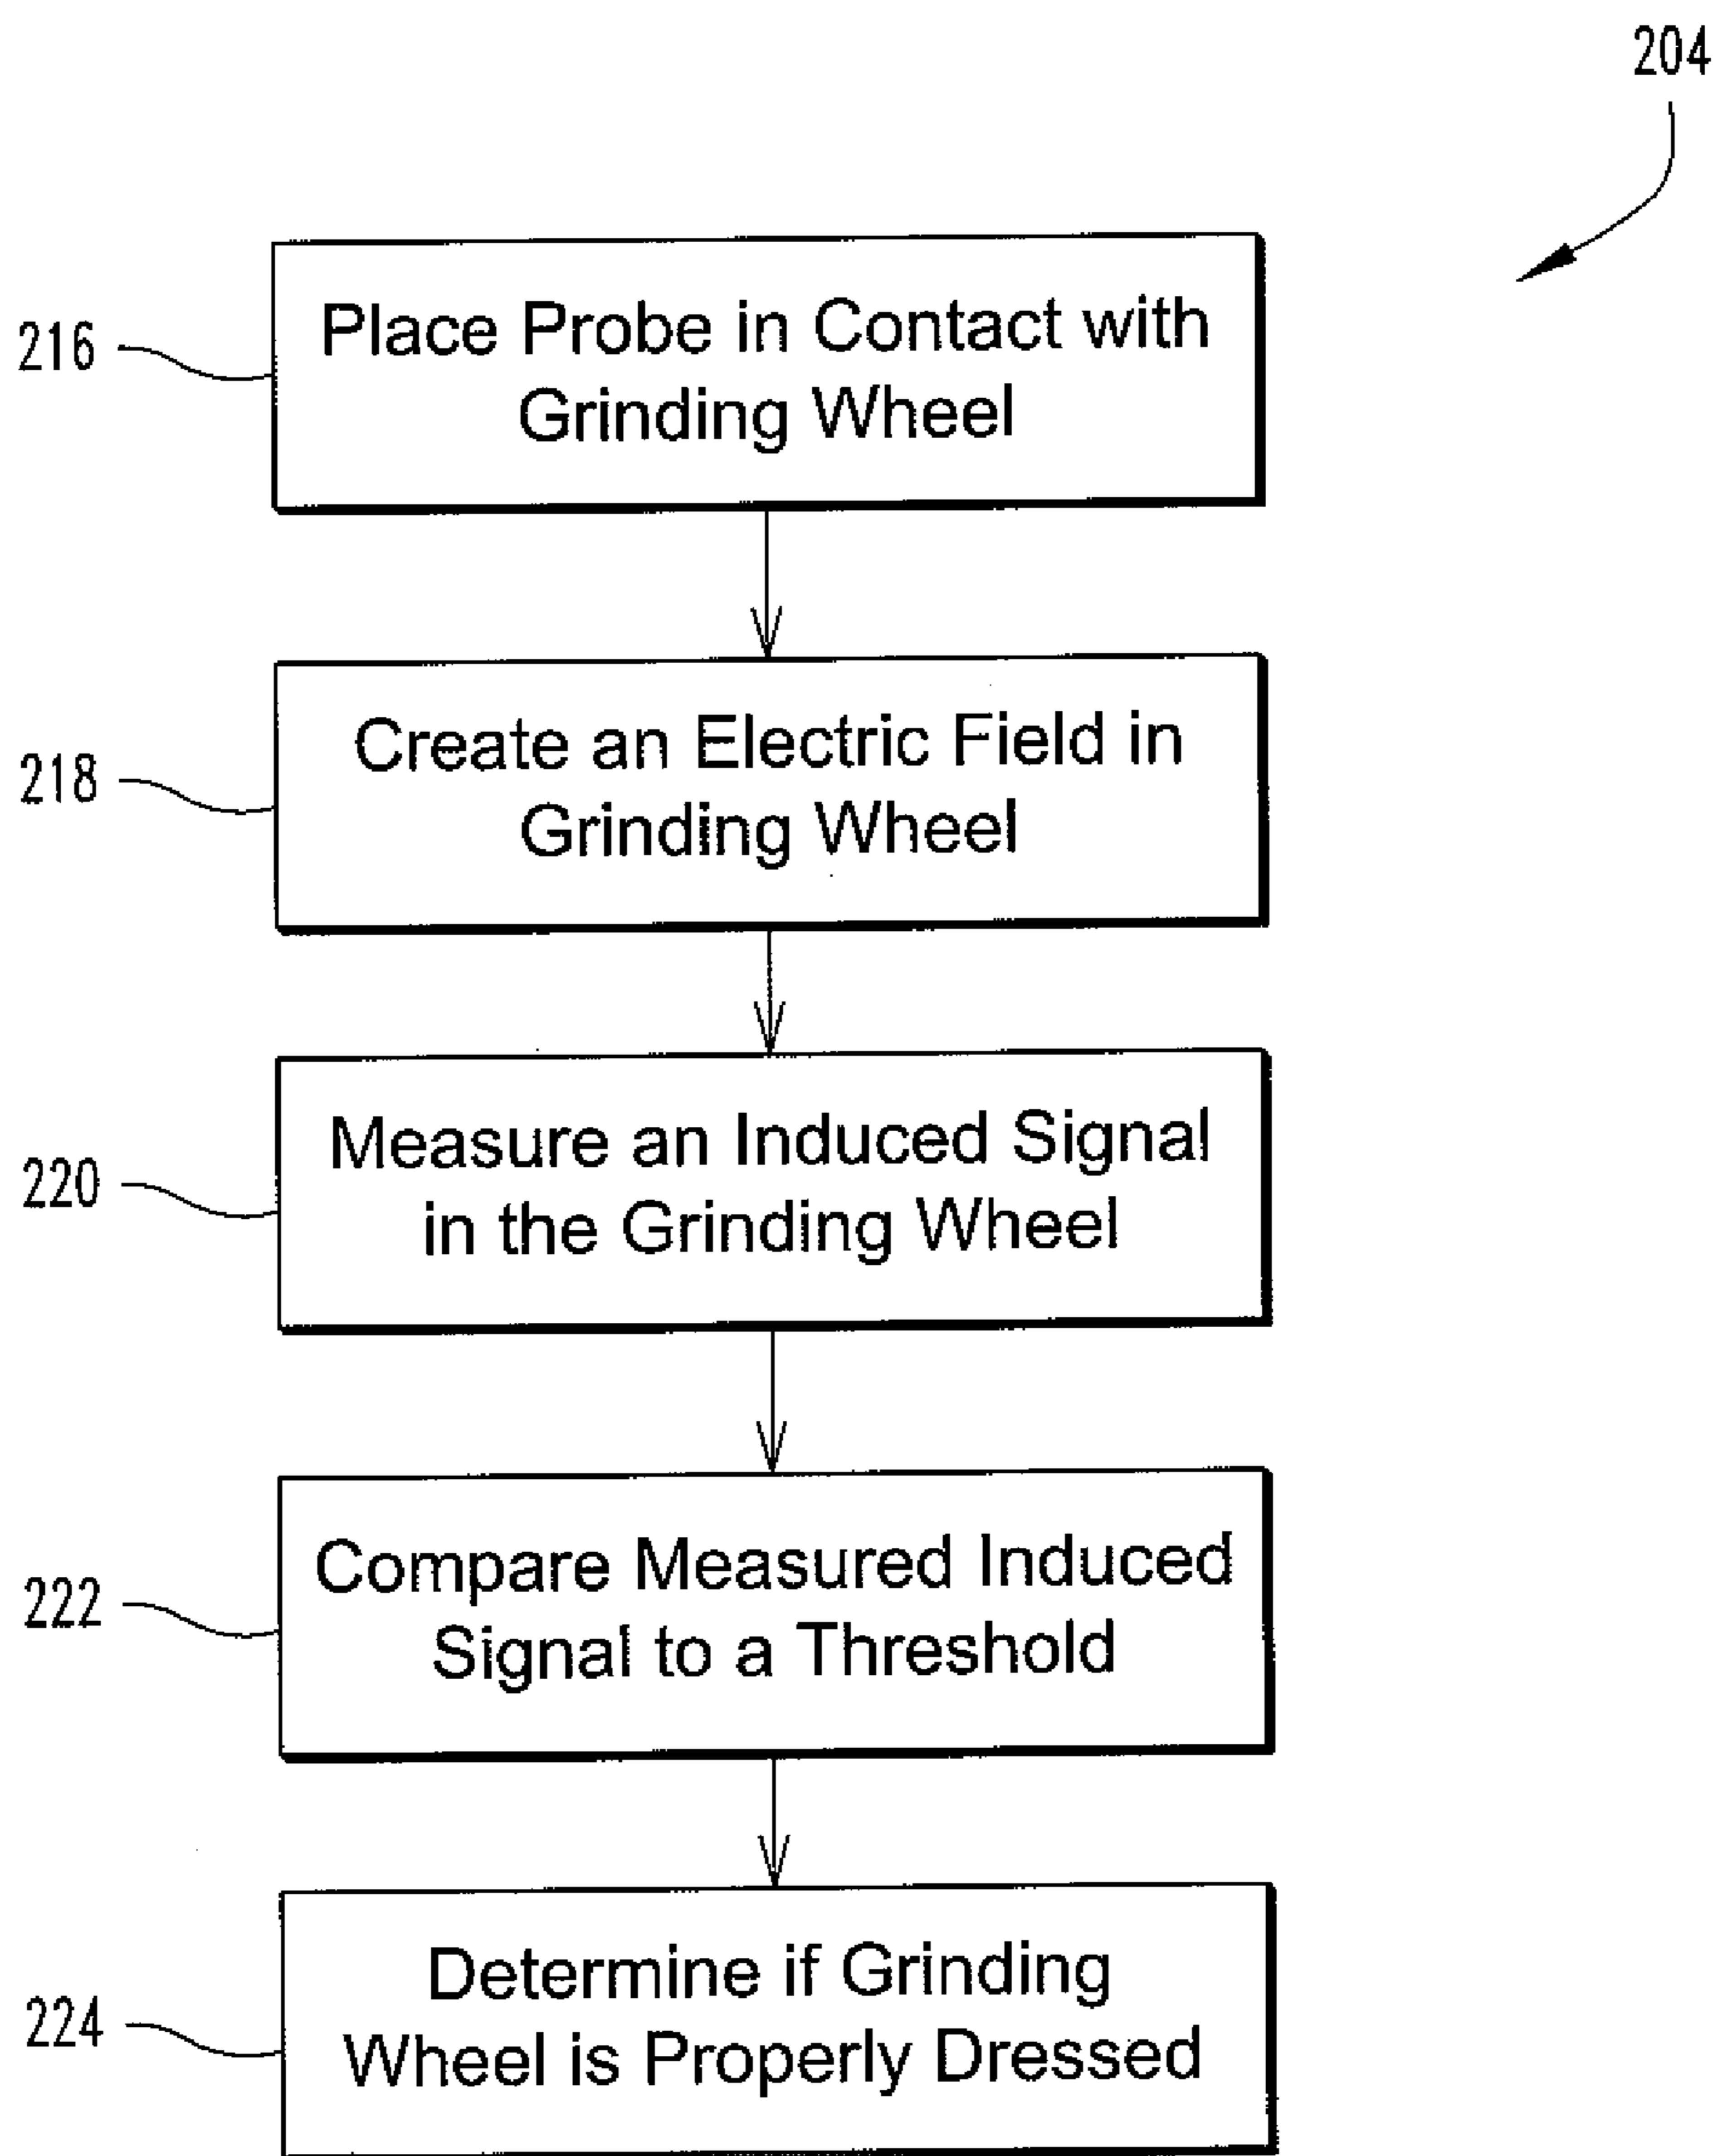 204
216
Place Probe in Contact with
Grinding Wheel
218
Create an Electric Field in
Grinding Wheel
220
Measure an Induced Signal
in the Grinding Wheel
222
Compare Measured Induced
Signal to a Threshold
224
Determine if Grinding
Wheel is Properly Dressed